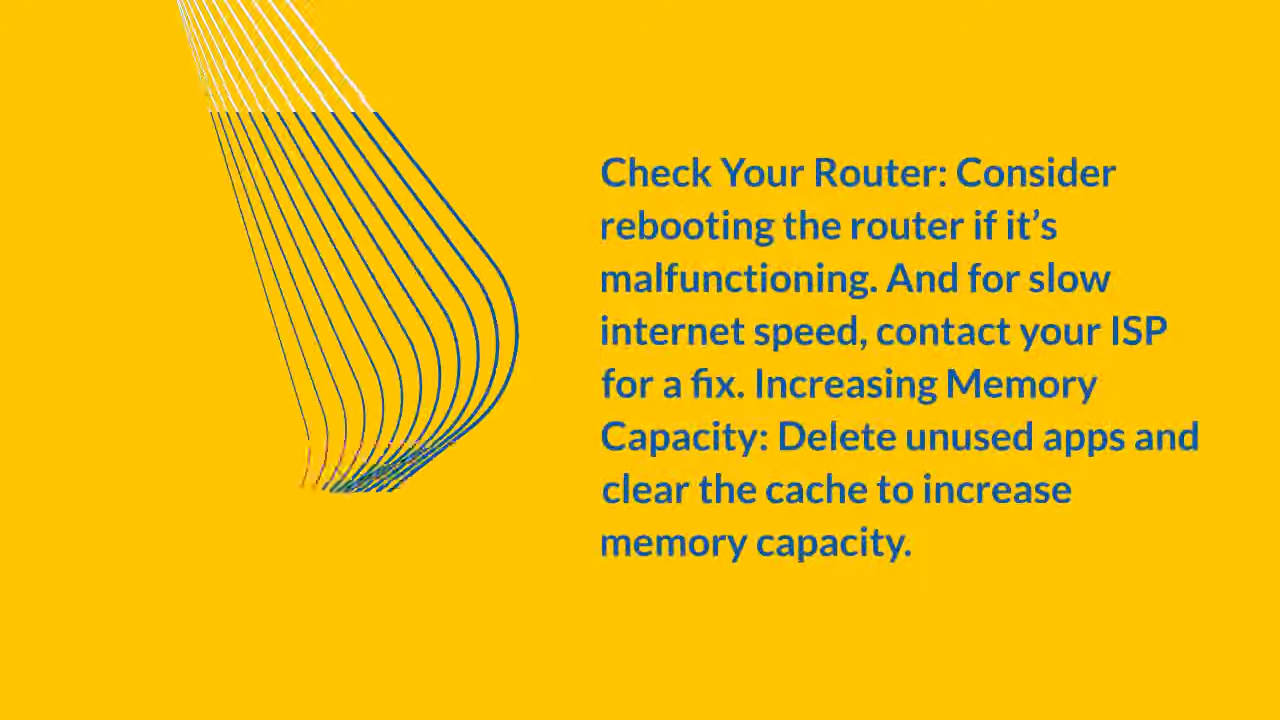 Check Your Router: Consider
rebooting the router if it’s
malfunctioning. And for slow
internet speed, contact your ISP
for a fix. Increasing Memory
Capacity: Delete unused apps and
clear the cache to increase
memory capacity.